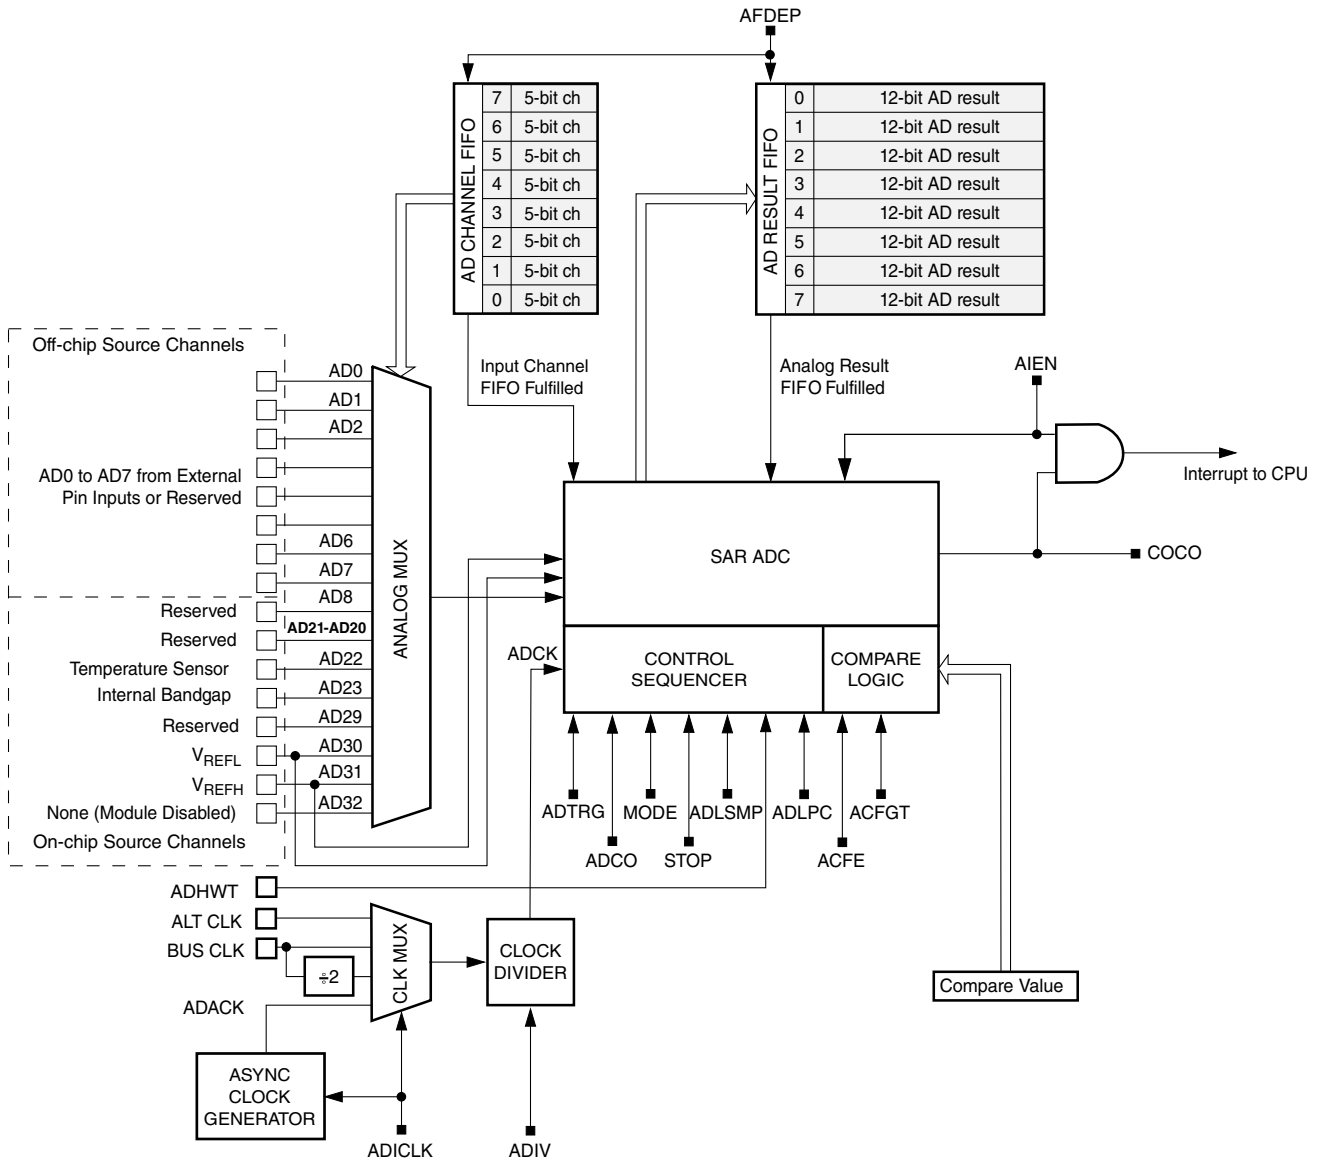 AFDEP
AD CHANNEL FIFO
7 5-bit ch
6 5-bit ch
5 5-bit ch
4 5-bit ch
3 5-bit ch
2 5-bit ch
1 5-bit ch
0 5-bit ch
AD RESULT FIFO
0 12-bit AD result
1 12-bit AD result
2 12-bit AD result
3 12-bit AD result
4 12-bit AD result
5 12-bit AD result
6 12-bit AD result
7 12-bit AD result
Off-chip Source Channels
Input Channel
FIFO Fulfilled
Analog Result
FIFO Fulfilled
AIEN
AD0
AD1
AD2
AD0 to AD7 from External
Pin Inputs or Reserved
AD6
AD7
AD8
Reserved
AD21-AD20
Reserved
AD22
Temperature Sensor
AD23
Internal Bandgap
AD29
Reserved
AD30
VREFL
AD31
VREFH
AD32
None (Module Disabled)
On-chip Source Channels
ANALOG MUX
Interrupt to CPU
SAR ADC
COCO
ADCK
CONTROL
SEQUENCER
COMPARE
LOGIC
ADTRG
MODE
ADLSMP
ADLPC
ACFGT
ADCO
STOP
ACFE
ADHWT
ALT CLK
BUS CLK
÷2
CLK MUX
CLOCK
DIVIDER
Compare Value
ADACK
ASYNC
CLOCK
GENERATOR
ADICLK
ADIV